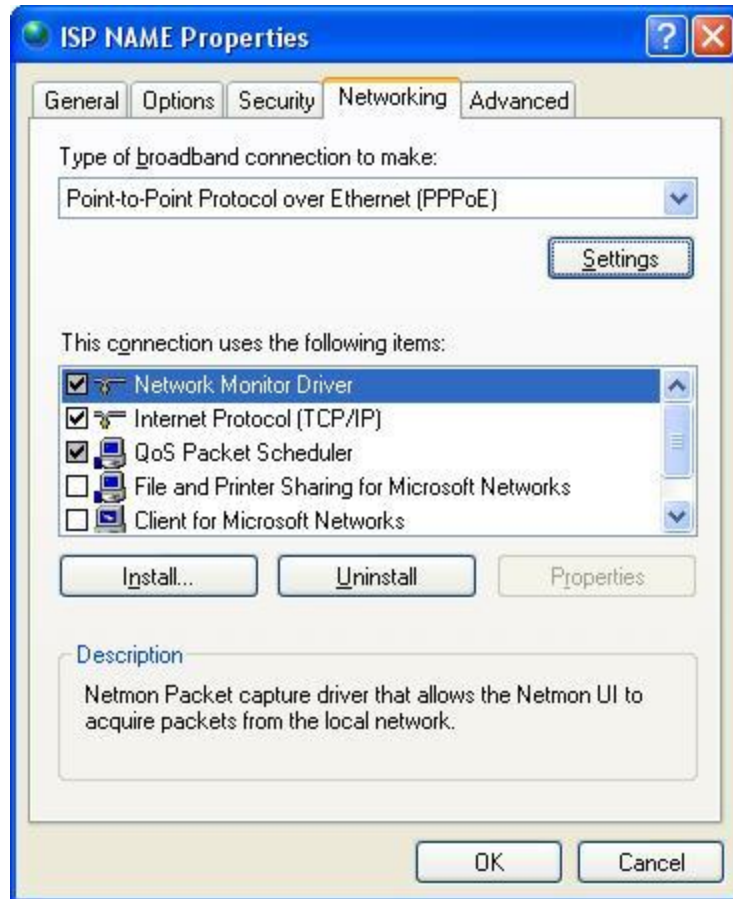 ISP NAME Properties
General Options Security Networking Advanced
Type of broadband connection to make:
Point-to-Point Protocol over Ethernet (PPPoE)
Settings
This connection uses the following items:
Network Monitor Driver
Internet Protocol (TCP/IP)
QoS Packet Scheduler
File and Printer Sharing for Microsoft Networks
Client for Microsoft Networks
Install... Uninstall Properties
Description
Netmon Packet capture driver that allows the Netmon UI to
acquire packets from the local network.
OK Cancel